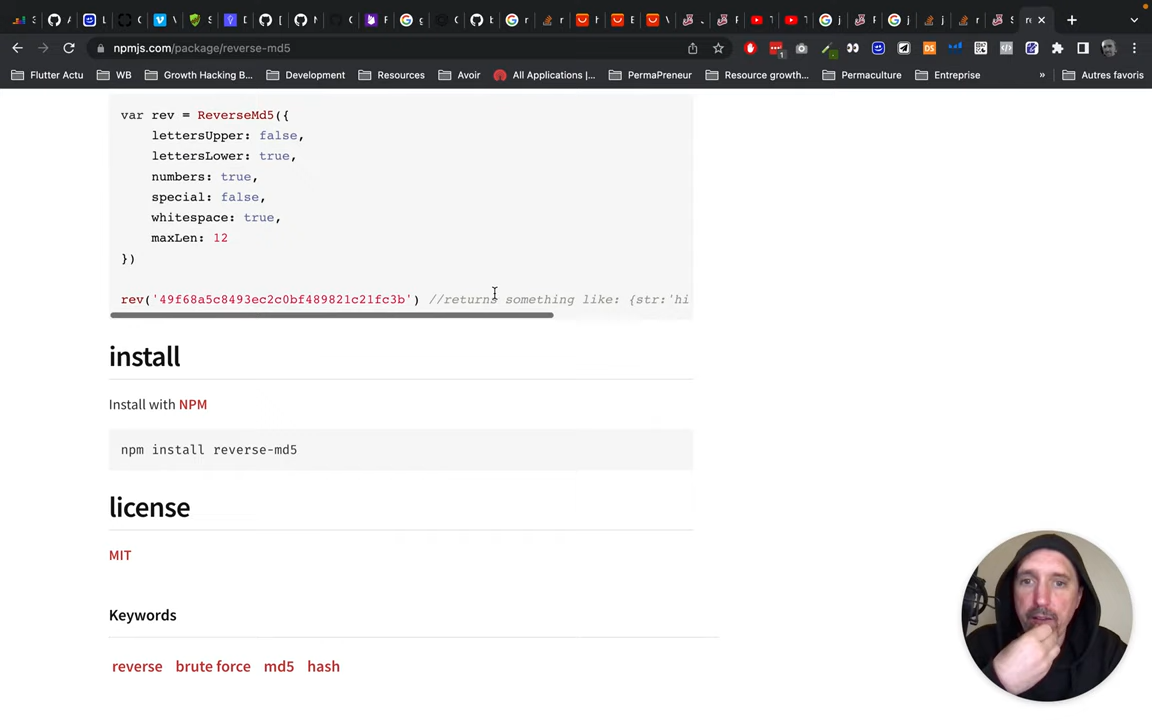 npmjs.com/package/reverse-md5
Flutter Actu
WB
Growth Hacking B...
Development
Resources
Avoir
All Applications |...
PermaPreneur
Resource growth...
Permaculture
Entreprise
»
Autres favoris
var rev = ReverseMd5({
lettersUpper: false,
lettersLower: true,
numbers: true,
special: false,
whitespace: true,
maxLen: 12
})
rev('49f68a5c8493ec2c0bf489821c21fc3b') //returns something like: {str:'hi
install
Install with NPM
npm install reverse-md5
license
MIT
Keywords
reverse brute force md5 hash